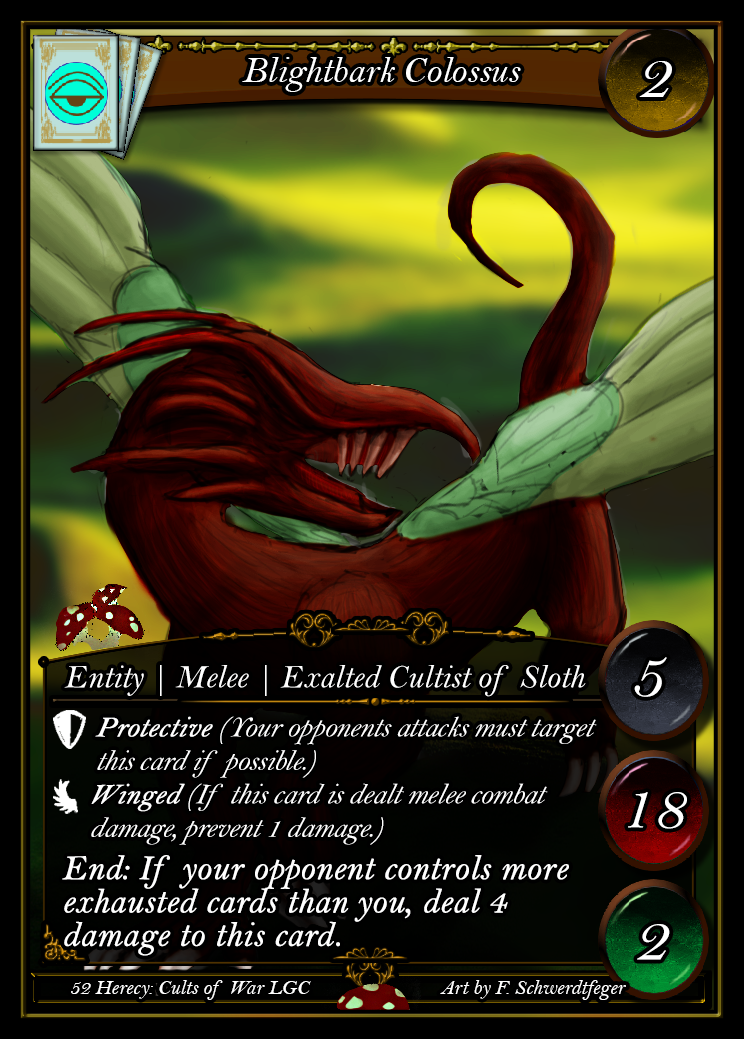 Blightbark Colossus
2
Entity | Melee | Exalted Cultist of Sloth
5
Protective (Your opponents attacks must target
this card if possible.)
Winged (If this card is dealt melee combat
damage, prevent 1 damage.)
18
End: If your opponent controls more
exhausted cards than you, deal 4
damage to this card.
2
52 Herecy: Cults of War LGC
Art by F. Schwerdtfeger